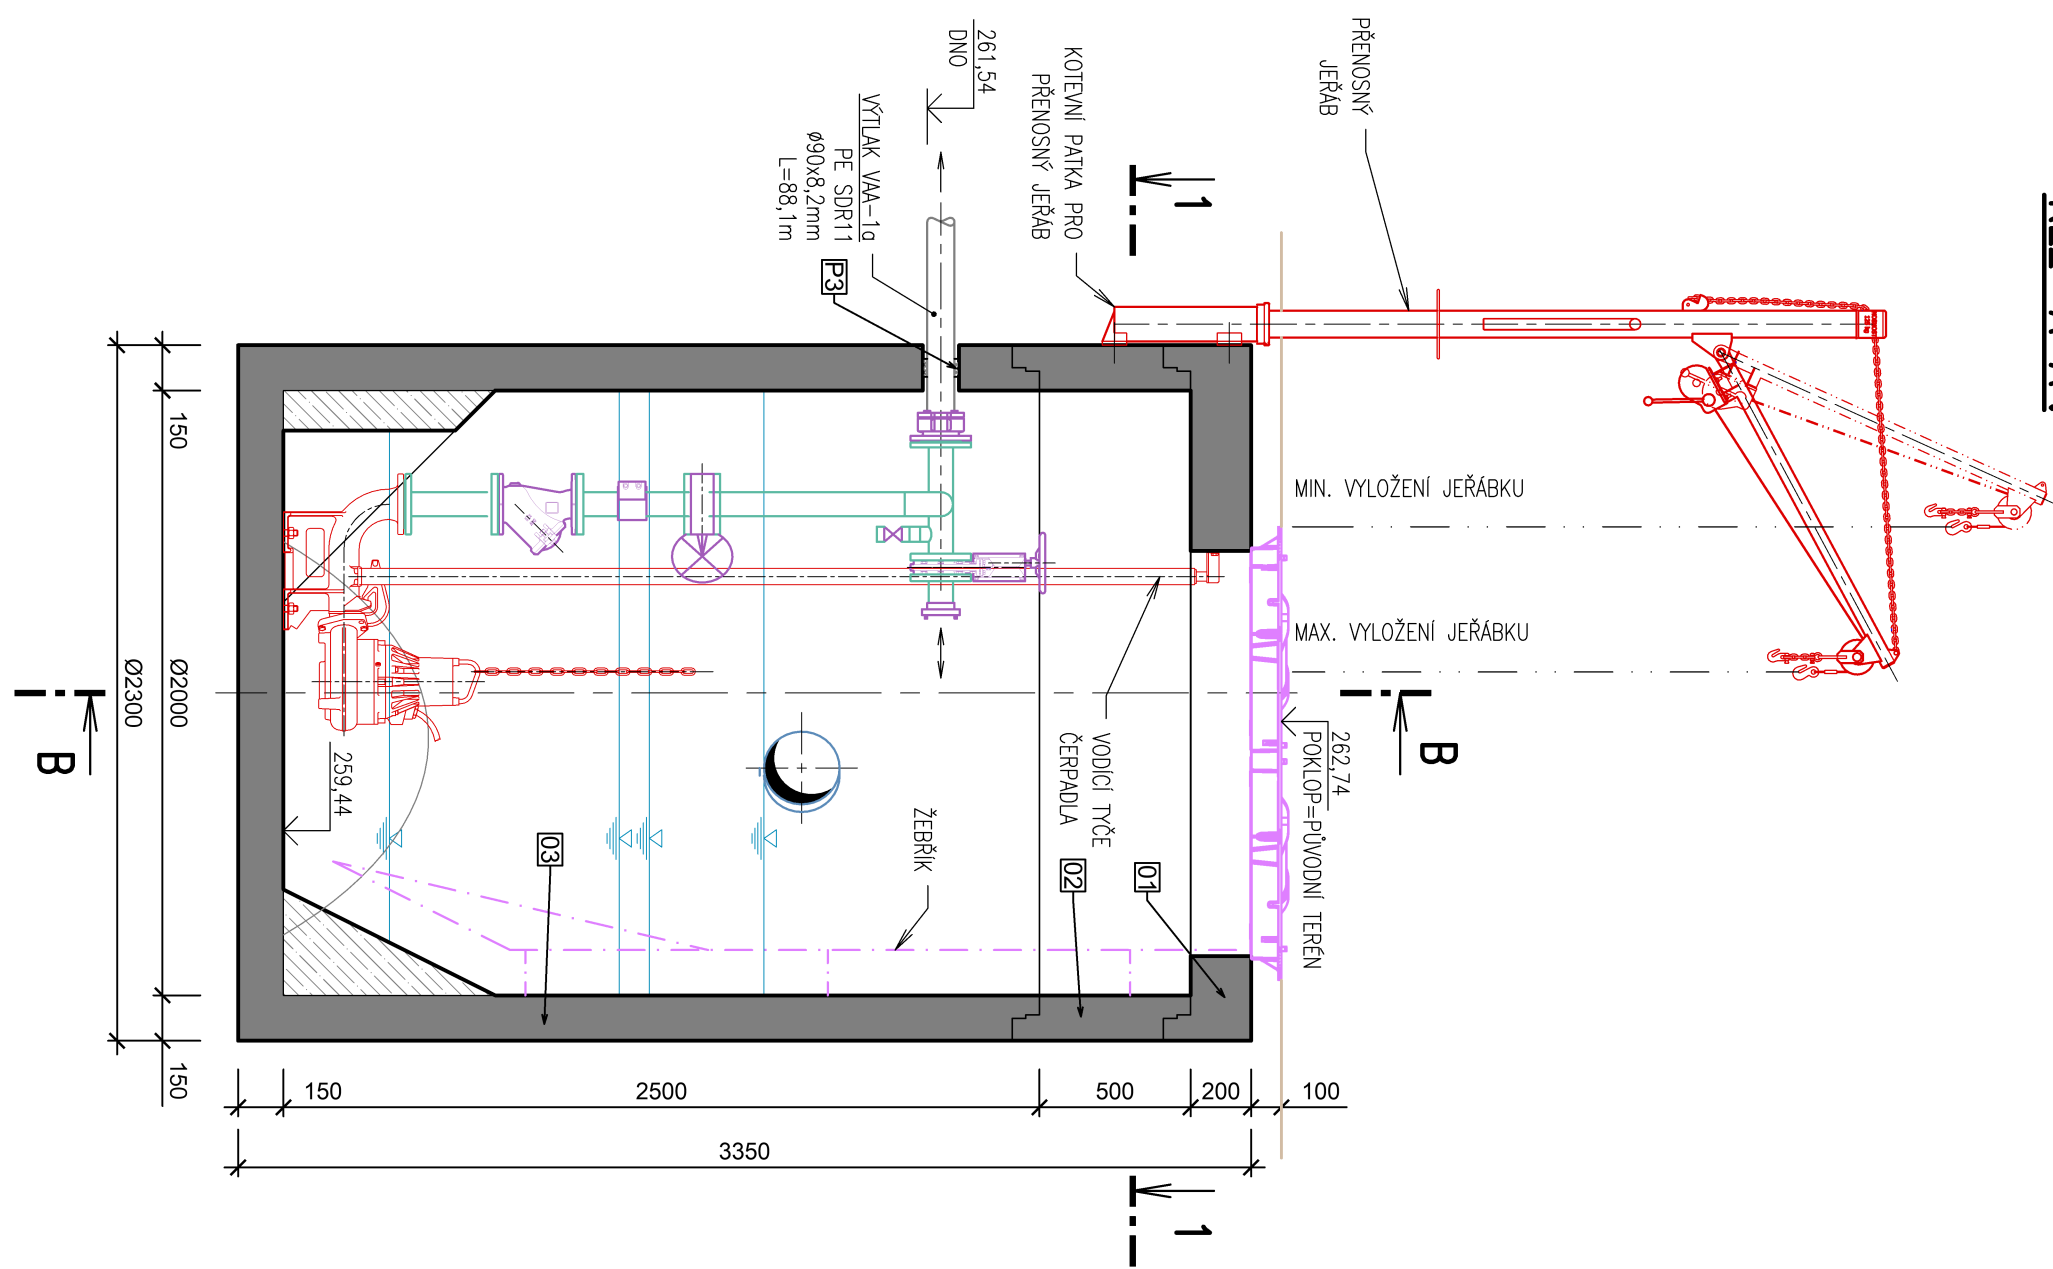 PŘENOSNÝ
JEŘÁB
KOTEVNÍ PATKA PRO
PŘENOSNÝ JEŘÁB
261,54
DNO
VÝTLAK VAA-1a
PE SDR11
Ø90x8,2mm
L=88,1m
P3
1
MIN. VYLOŽENÍ JEŘÁBKU
MAX. VYLOŽENÍ JEŘÁBKU
B
B
262,74
POKLOP=PŮVODNÍ TERÉN
VODÍCÍ TYČE
ČERPADLA
ŽEBŘÍK
259,44
01
02
03
150
Ø2000
150
Ø2300
150
2500
500
200
100
3350
1